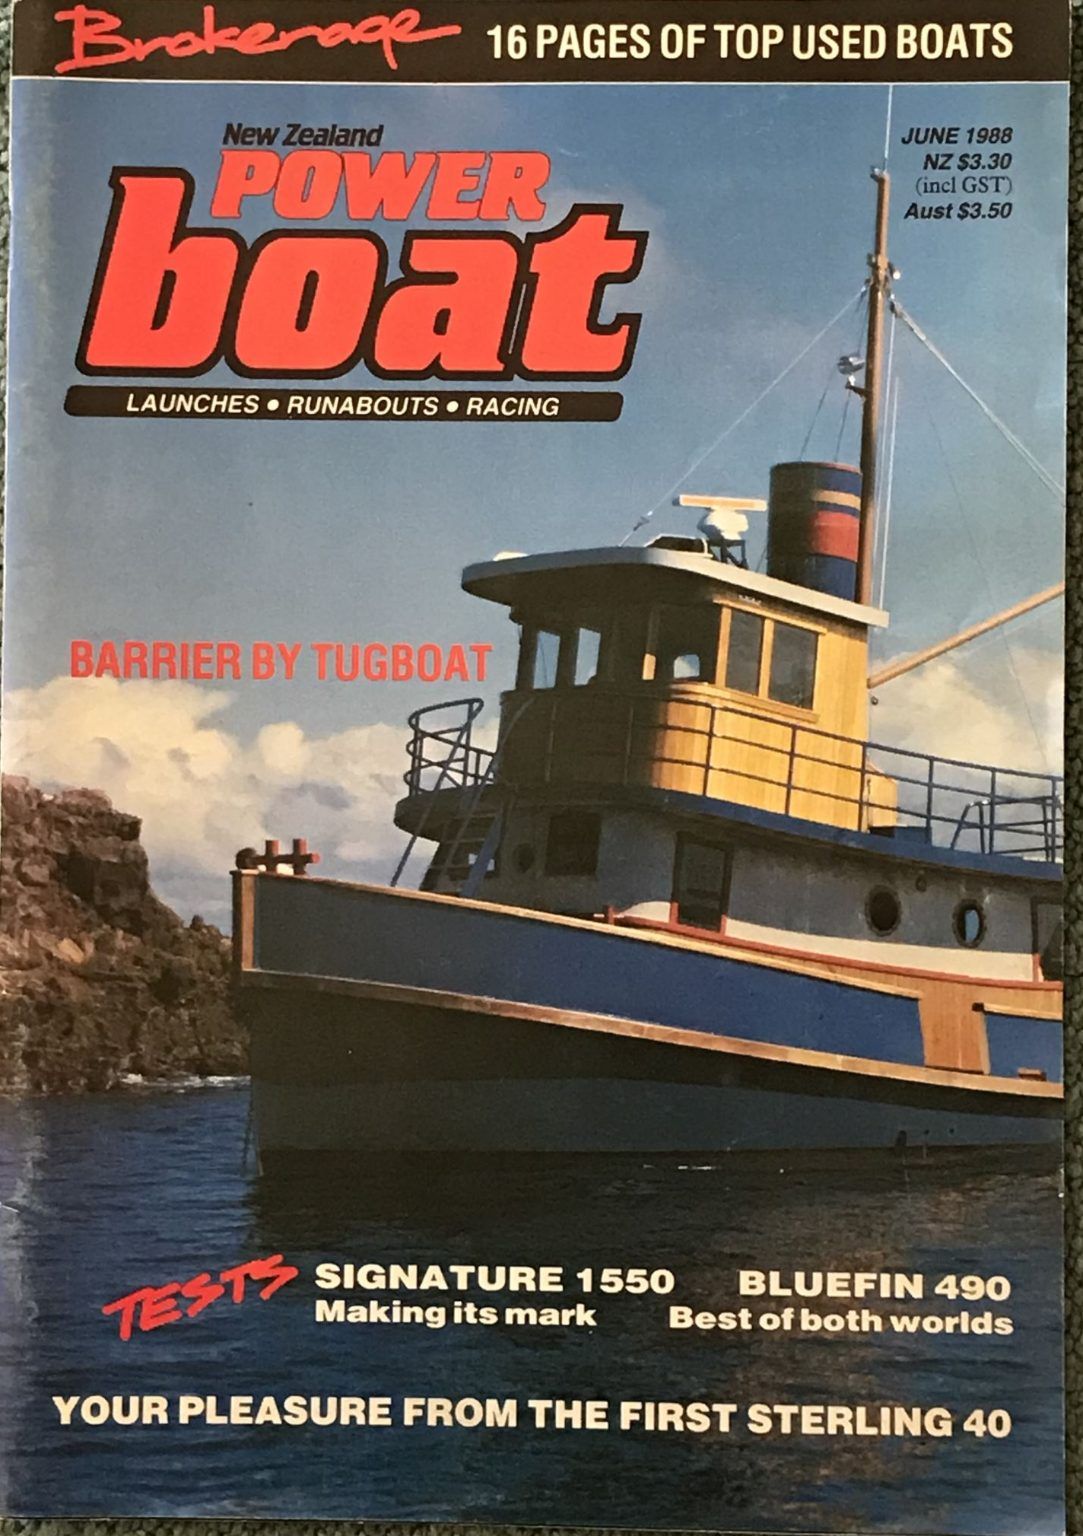 Brokerage 16 PAGES OF TOP USED BOATS
New Zealand
POWER
boat
LAUNCHES • RUNABOUTS • RACING
JUNE 1988
NZ $3.30
(incl GST)
Aust $3.50
BARRIER BY TUGBOAT
TESTS
SIGNATURE 1550
Making its mark
BLUEFIN 490
Best of both worlds
YOUR PLEASURE FROM THE FIRST STERLING 40